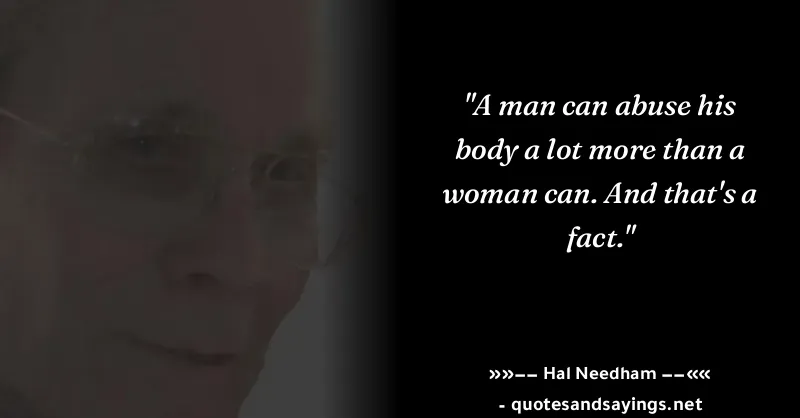 "A man can abuse his
body a lot more than a
woman can. And that's a
fact."
»»−− Hal Needham −−««
- quotesandsayings.net